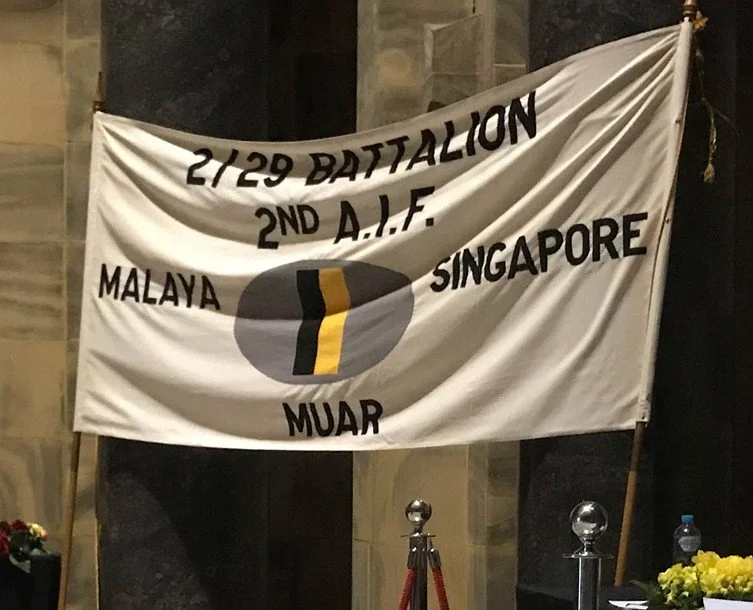 2/29 BATTALION
2ND A.I.F.
MALAYA
SINGAPORE
MUAR